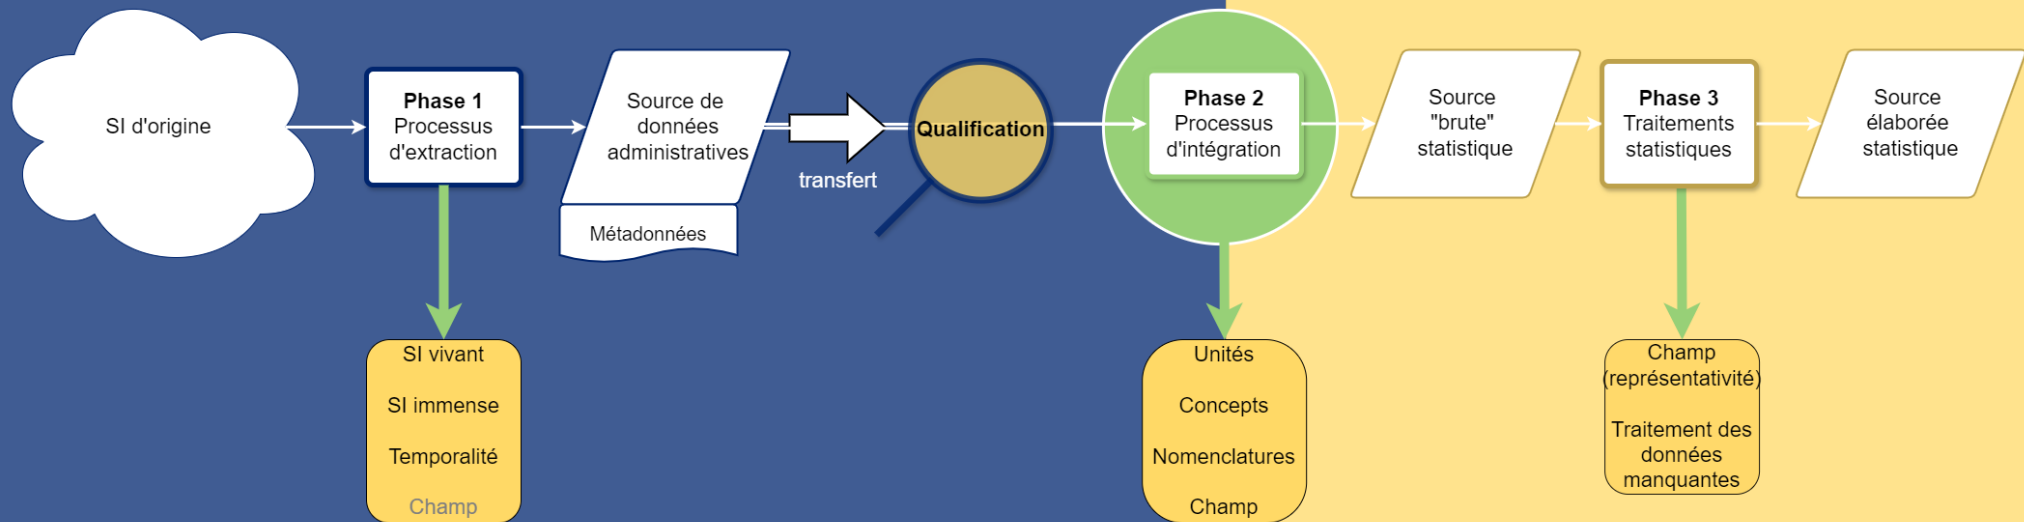 SI d'origine
Phase 1
Processus
d'extraction
Source de
données
administratives
Métadonnées
transfert
Qualification
Phase 2
Processus
d'intégration
Source
"brute"
statistique
Phase 3
Traitements
statistiques
Source
élaborée
statistique
SI vivant
SI immense
Temporalité
Champ
Unités
Concepts
Nomenclatures
Champ
Champ
(représentativité)
Traitement des
données
manquantes